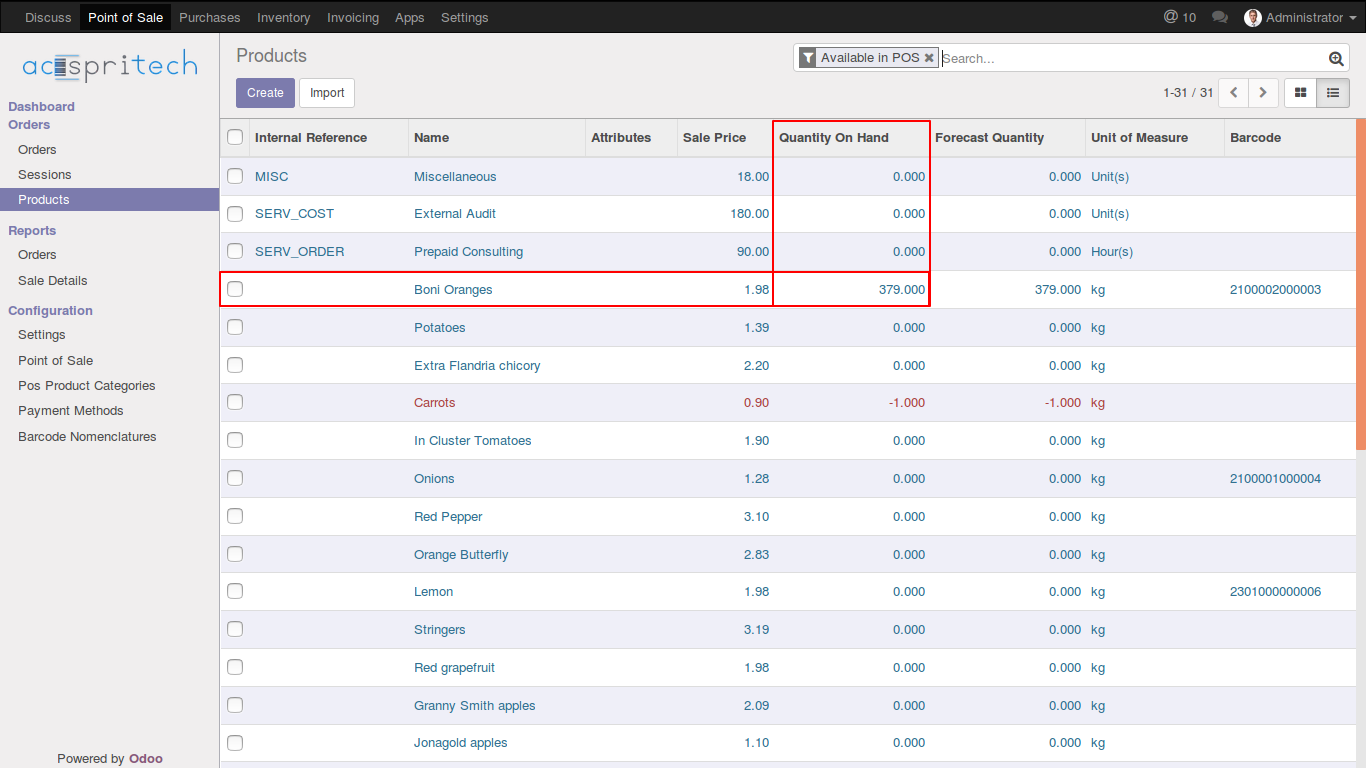 Discuss Point of Sale Purchases Inventory Invoicing Apps Settings @ 10 Administrator
acespritech
Dashboard
Orders
Orders
Sessions
Products
Reports
Orders
Sale Details
Configuration
Settings
Point of Sale
Pos Product Categories
Payment Methods
Barcode Nomenclatures
Powered by Odoo
Products
Available in POS Search...
Create Import 1-31 / 31
Internal Reference Name Attributes Sale Price Quantity On Hand Forecast Quantity Unit of Measure Barcode
MISC Miscellaneous 18.00 0.000 0.000 Unit(s)
SERV_COST External Audit 180.00 0.000 0.000 Unit(s)
SERV_ORDER Prepaid Consulting 90.00 0.000 0.000 Hour(s)
Boni Oranges 1.98 379.000 379.000 kg 2100002000003
Potatoes 1.39 0.000 0.000 kg
Extra Flandria chicory 2.20 0.000 0.000 kg
Carrots 0.90 -1.000 -1.000 kg
In Cluster Tomatoes 1.90 0.000 0.000 kg
Onions 1.28 0.000 0.000 kg 2100001000004
Red Pepper 3.10 0.000 0.000 kg
Orange Butterfly 2.83 0.000 0.000 kg
Lemon 1.98 0.000 0.000 kg 2301000000006
Stringers 3.19 0.000 0.000 kg
Red grapefruit 1.98 0.000 0.000 kg
Granny Smith apples 2.09 0.000 0.000 kg
Jonagold apples 1.10 0.000 0.000 kg